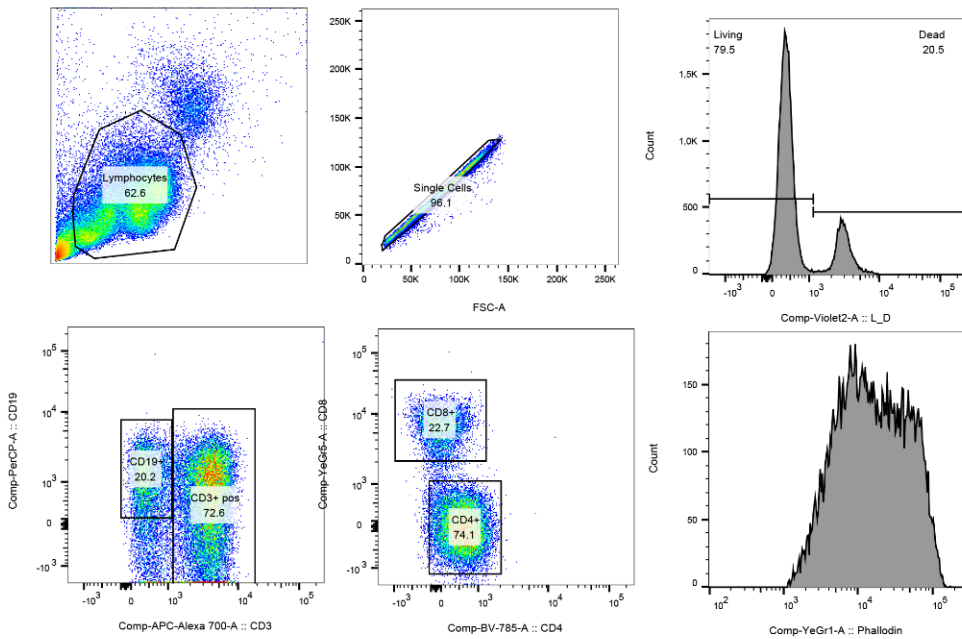 Lymphocytes
62.6
250K
200K
150K
100K
50K
0
Single Cells
96.1
0
50K
100K
150K
200K
250K
FSC-A
Living
79.5
Dead
20.5
1,5K
1,0K
500
0
Count
-10³
0
10³
10⁴
10⁵
Comp-Violet2-A :: L_D
Comp-PerCP-A :: CD19
10⁵
10⁴
10³
0
-10³
CD19+
20.2
CD3+ pos
72.6
-10³
0
10³
10⁴
10⁵
Comp-APC-Alexa 700-A :: CD3
Comp-YeGr5-A :: CD8
10⁵
10⁴
10³
0
-10³
CD8+
22.7
CD4+
74.1
-10³
0
10³
10⁴
10⁵
Comp-BV-785-A :: CD4
Count
150
100
50
0
10²
10³
10⁴
10⁵
Comp-YeGr1-A :: Phallodin